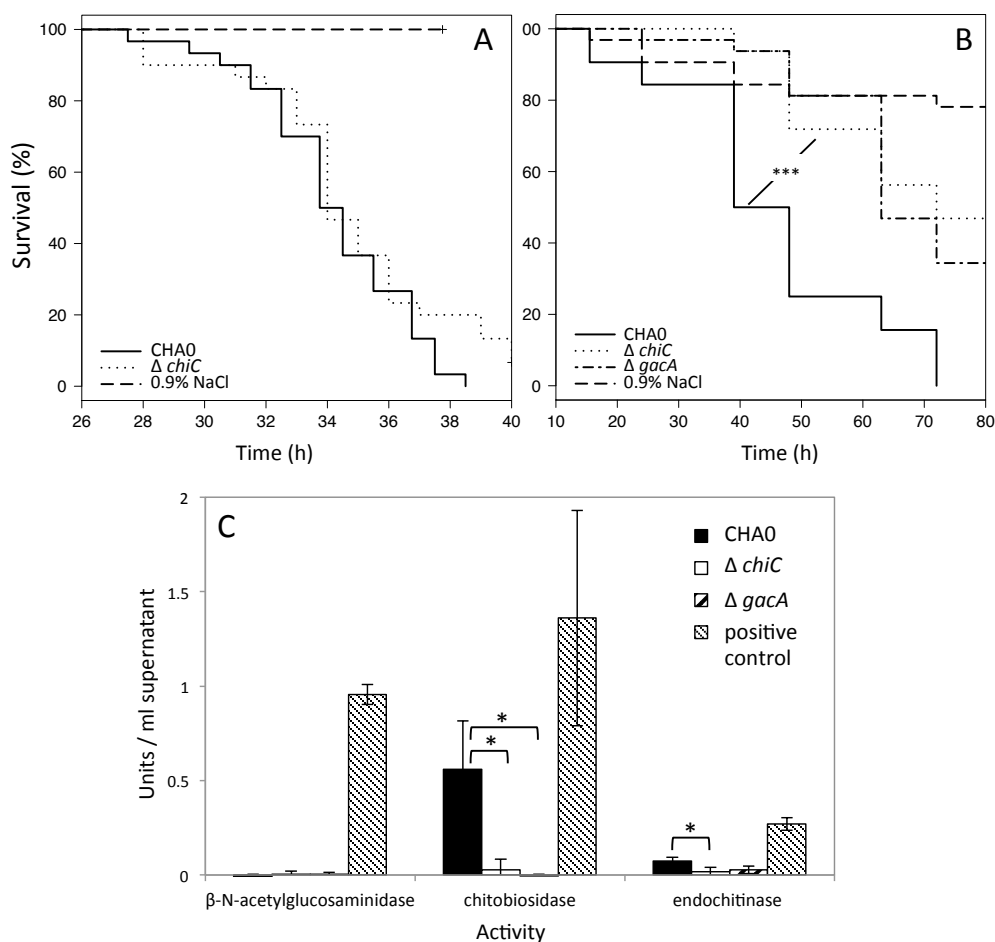 A
Survival (%)
100
80
60
40
20
0
CHA0
Δ chiC
0.9% NaCl
26 28 30 32 34 36 38 40
Time (h)
B
00
80
60
40
20
0
***
CHA0
Δ chiC
Δ gacA
0.9% NaCl
10 20 30 40 50 60 70 80
Time (h)
C
Units / ml supernatant
2
1.5
1
0.5
0
* * *
CHA0
Δ chiC
Δ gacA
positive
control
β-N-acetylglucosaminidase chitobiosidase endochitinase
Activity